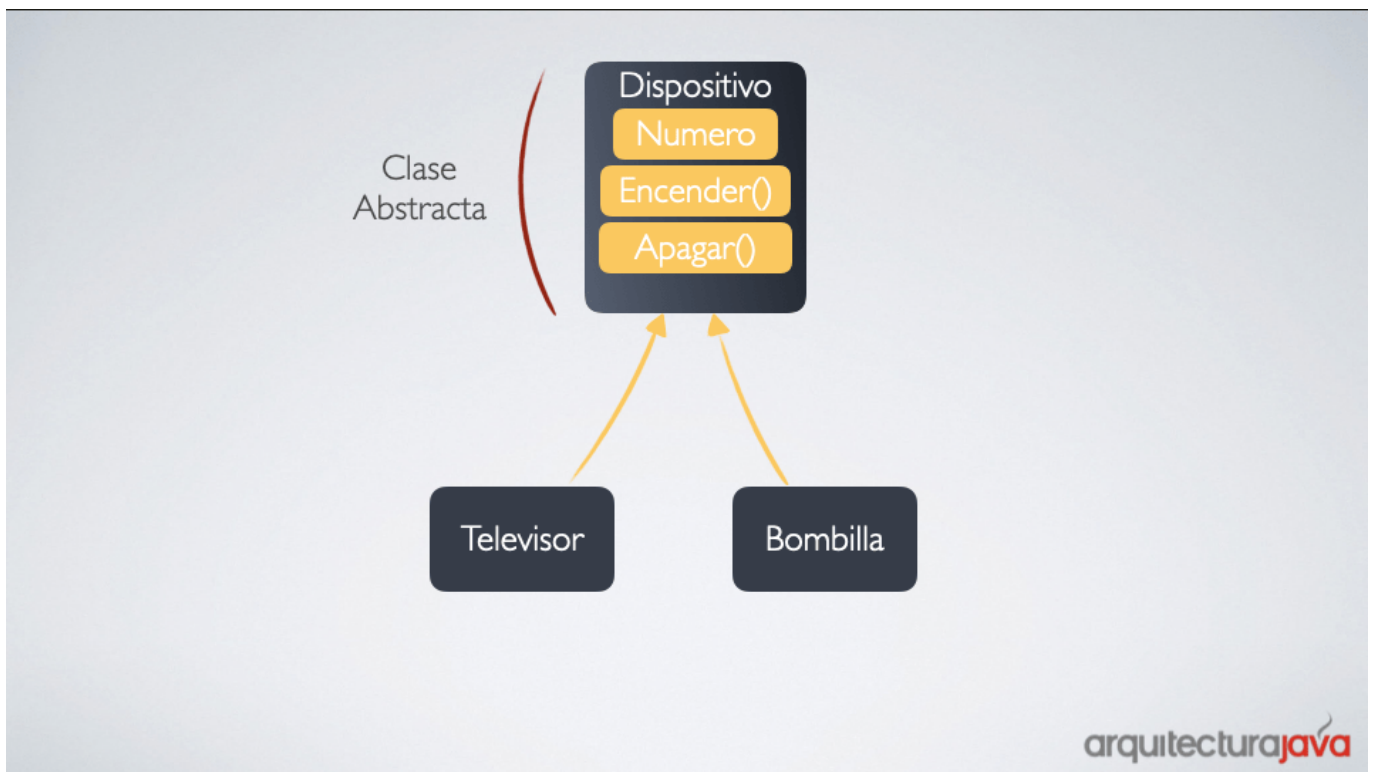 Dispositivo
Numero
Encender()
Apagar()
Clase
Abstracta
Televisor
Bombilla
arquitecturajava